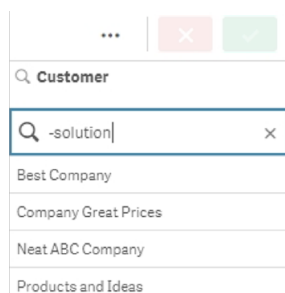 Customer
-solution
Best Company
Company Great Prices
Neat ABC Company
Products and Ideas